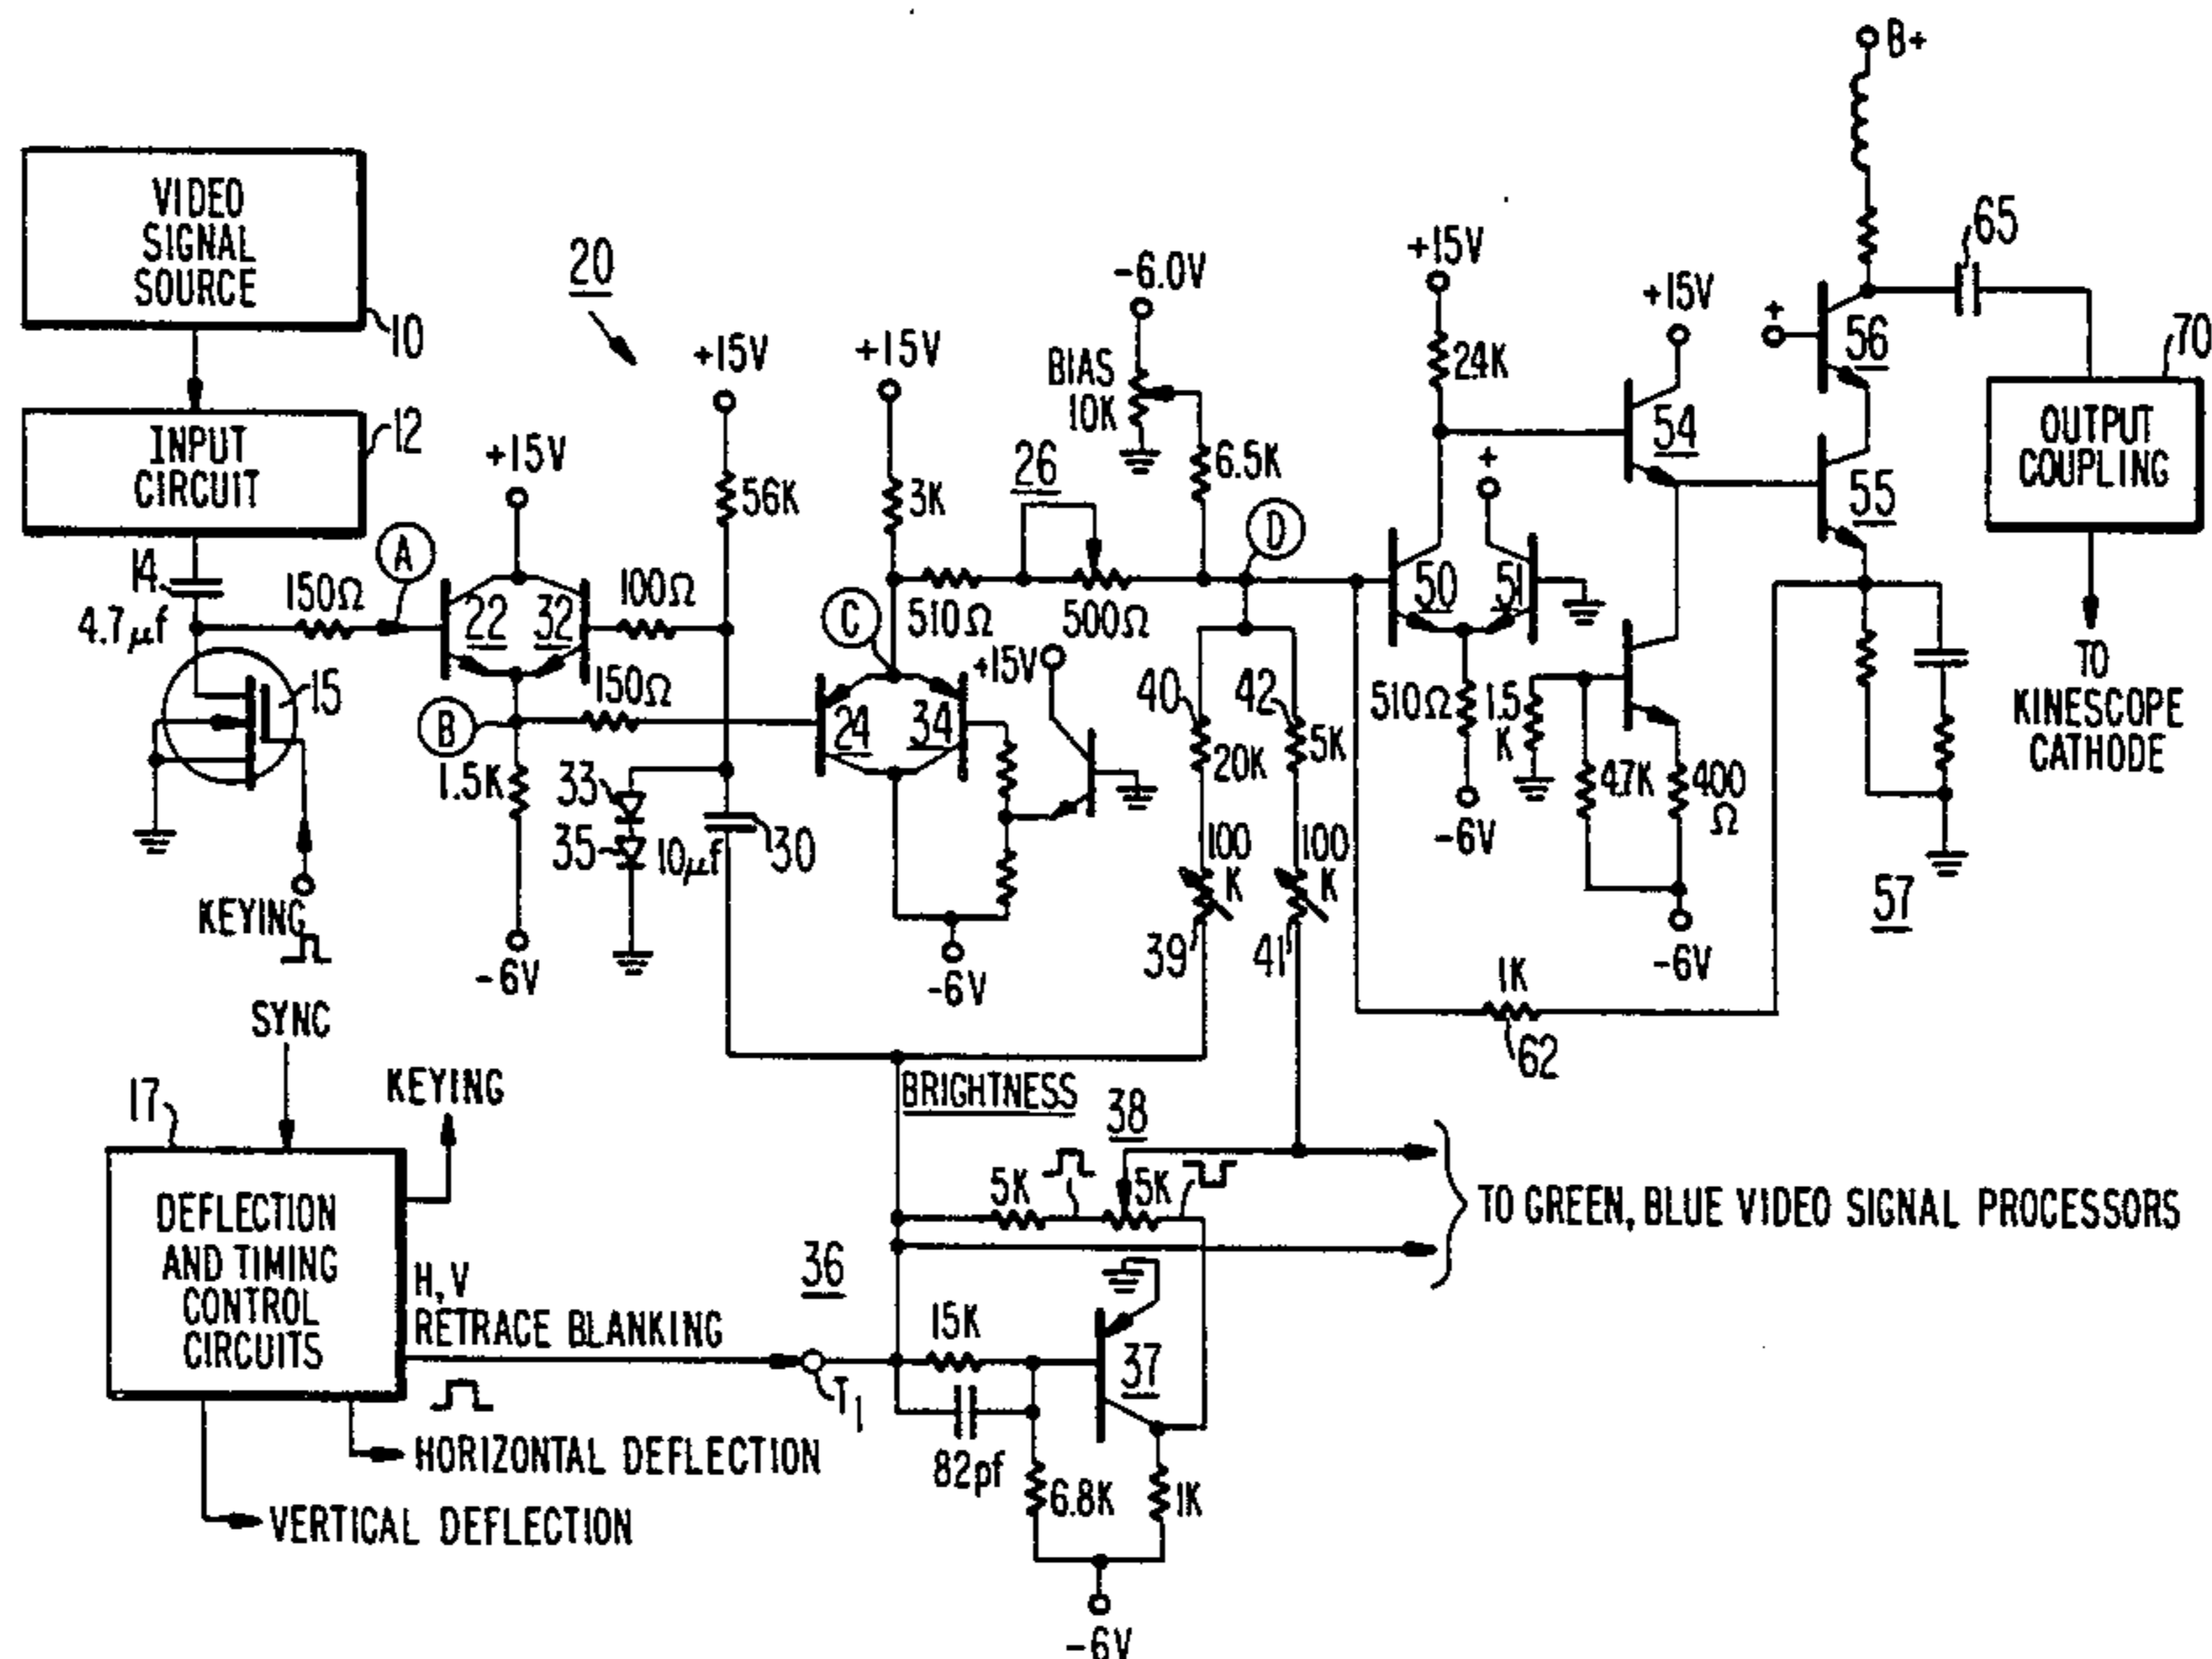 VIDEO
SIGNAL
SOURCE
10
INPUT
CIRCUIT
12
14
4.7μf
150Ω
A
15
KEYING
20
+15V
22
32
100Ω
+15V
56K
B
150Ω
1.5K
-6V
33
35
10μf
30
+15V
3K
C
510Ω
26
500Ω
24
34
+15V
-6V
-6.0V
BIAS
10K
6.5K
D
40
20K
42
5K
100
K
100
K
39
41
+15V
24K
+
50
51
510Ω
-6V
1.5
K
4.7K
400
Ω
-6V
+15V
54
B+
+
56
55
65
70
OUTPUT
COUPLING
TO
KINESCOPE
CATHODE
57
1K
62
SYNC
17
KEYING
DEFLECTION
AND TIMING
CONTROL
CIRCUITS
H,V
RETRACE BLANKING
HORIZONTAL DEFLECTION
VERTICAL DEFLECTION
T1
BRIGHTNESS
38
5K
5K
36
15K
82pf
6.8K
37
1K
-6V
TO GREEN, BLUE VIDEO SIGNAL PROCESSORS